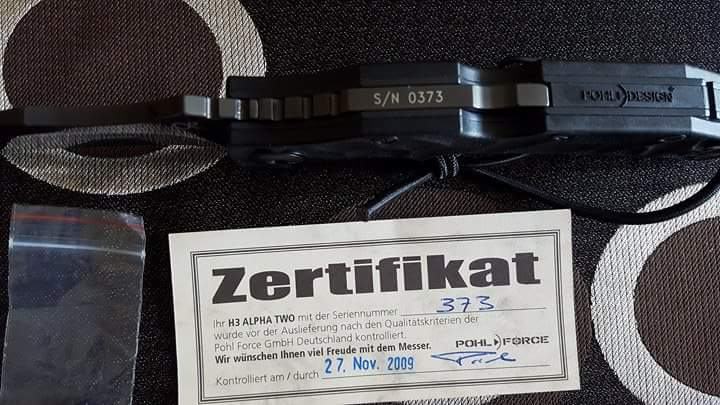 S/N 0373
POHL DESIGN
Zertifikat
Ihr H3 ALPHA TWO mit der Seriennummer 373
wurde vor der Auslieferung nach den Qualitätskriterien der
Pohl Force GmbH Deutschland kontrolliert.
Wir wünschen Ihnen viel Freude mit dem Messer. POHL FORCE
Kontrolliert am / durch 27. Nov. 2009